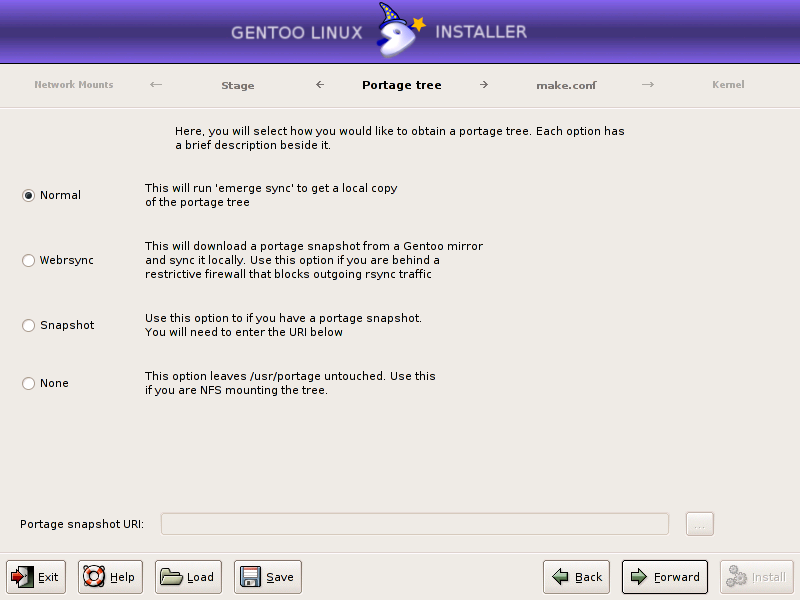 GENTOO LINUX INSTALLER
Network Mounts ← Stage ← Portage tree → make.conf → Kernel
Here, you will select how you would like to obtain a portage tree. Each option has
a brief description beside it.
Normal
This will run 'emerge sync' to get a local copy
of the portage tree
Webrsync
This will download a portage snapshot from a Gentoo mirror
and sync it locally. Use this option if you are behind a
restrictive firewall that blocks outgoing rsync traffic
Snapshot
Use this option to if you have a portage snapshot.
You will need to enter the URI below
None
This option leaves /usr/portage untouched. Use this
if you are NFS mounting the tree.
Portage snapshot URI: ...
Exit Help Load Save Back Forward Install